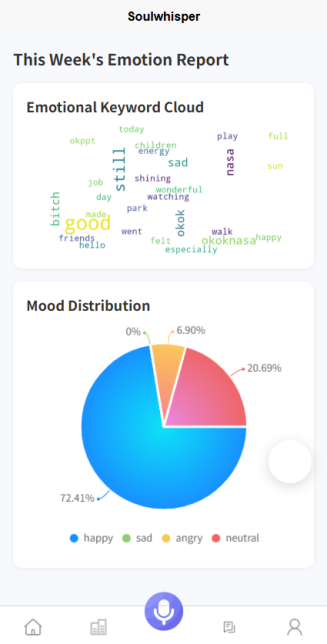 Soulwhisper
This Week's Emotion Report
Emotional Keyword Cloud
today
play
full
okppt
children
energy
still
sad
nasa
sun
shining
job
wonderful
day
watching
bitch
park
made
good
okok
went
walk
friends
felt
okoknasa
happy
hello
especially
Mood Distribution
0%
6.90%
20.69%
72.41%
happy
sad
angry
neutral